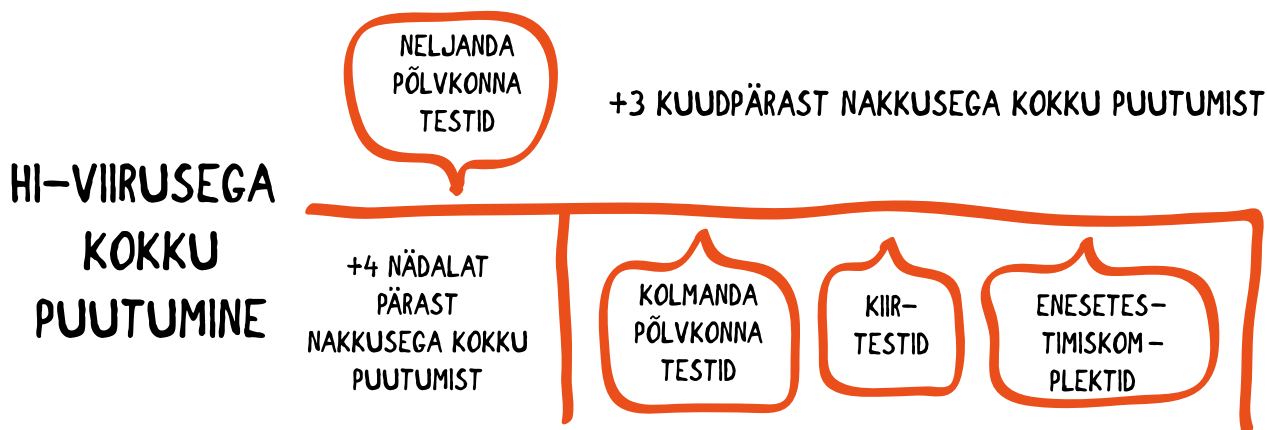 HI-VIIRUSEGA
KOKKU
PUUTUMINE
NELJANDA
PÕLVKONNA
TESTID
+4 NÄDALAT
PÄRAST
NAKKUSEGA KOKKU
PUUTUMIST
+3 KUUDPÄRAST NAKKUSEGA KOKKU PUUTUMIST
KOLMANDA
PÕLVKONNA
TESTID
KIIR-
TESTID
ENESETES-
TIMISKOM-
PLEKTID